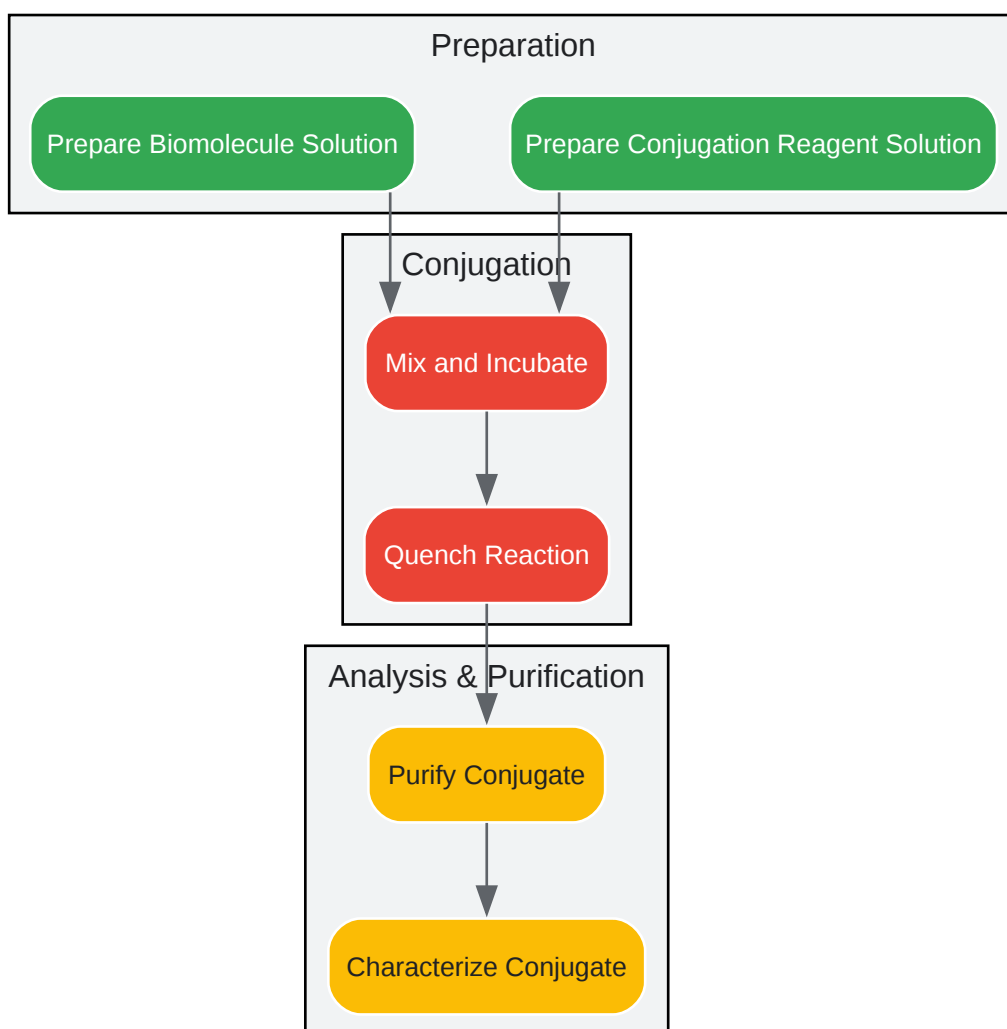 Preparation
Prepare Biomolecule Solution
Prepare Conjugation Reagent Solution
Conjugation
Mix and Incubate
Quench Reaction
Analysis & Purification
Purify Conjugate
Characterize Conjugate